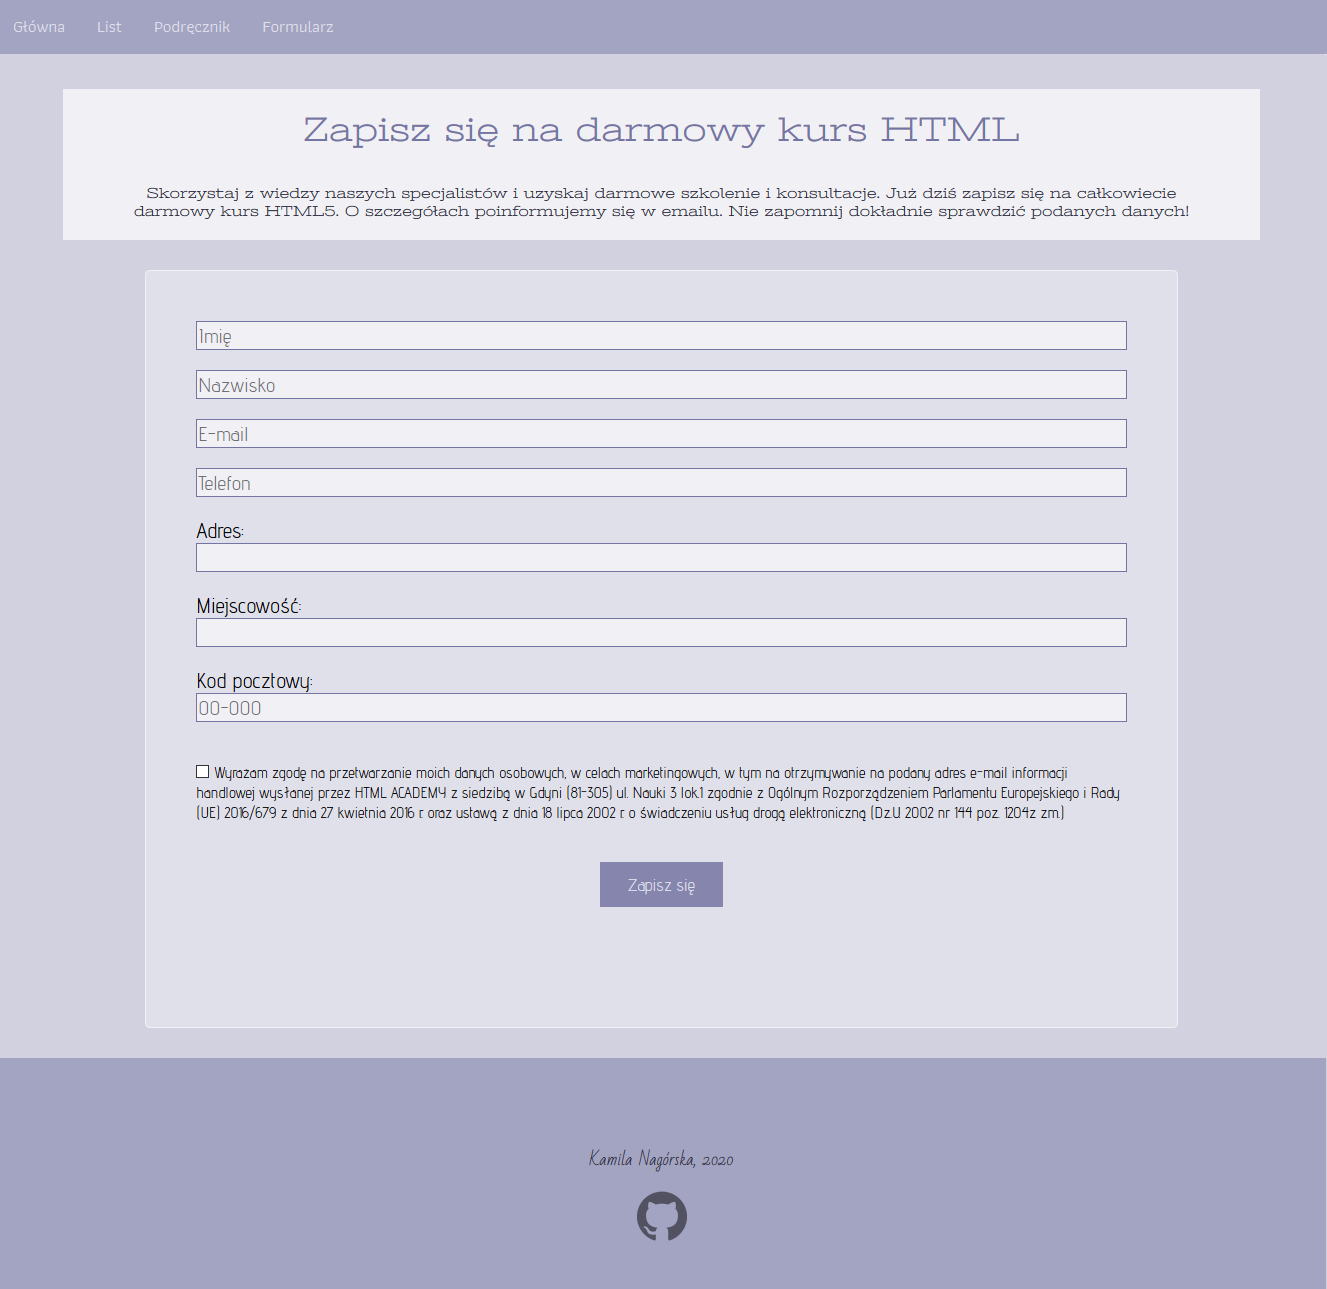 Główna List Podręcznik Formularz
Zapisz się na darmowy kurs HTML
Skorzystaj z wiedzy naszych specjalistów i uzyskaj darmowe szkolenie i konsultacje. Już dziś zapisz się na całkowiecie
darmowy kurs HTML5. O szczegółach poinformujemy się w emailu. Nie zapomnij dokładnie sprawdzić podanych danych!
Imię
Nazwisko
E-mail
Telefon
Adres:
Miejscowość:
Kod pocztowy:
00-000
Wyrażam zgodę na przetwarzanie moich danych osobowych, w celach marketingowych, w tym na otrzymywanie na podany adres e-mail informacji
handlowej wysłanej przez HTML ACADEMY z siedzibą w Gdyni (81-305) ul. Nauki 3 lok.1 zgodnie z Ogólnym Rozporządzeniem Parlamentu Europejskiego i Rady
(UE) 2016/679 z dnia 27 kwietnia 2016 r. oraz ustawą z dnia 18 lipca 2002 r. o świadczeniu usług drogą elektroniczną (Dz.U. 2002 nr 144 poz. 1204z zm.)
Zapisz się
Kamila Nagórska, 2020